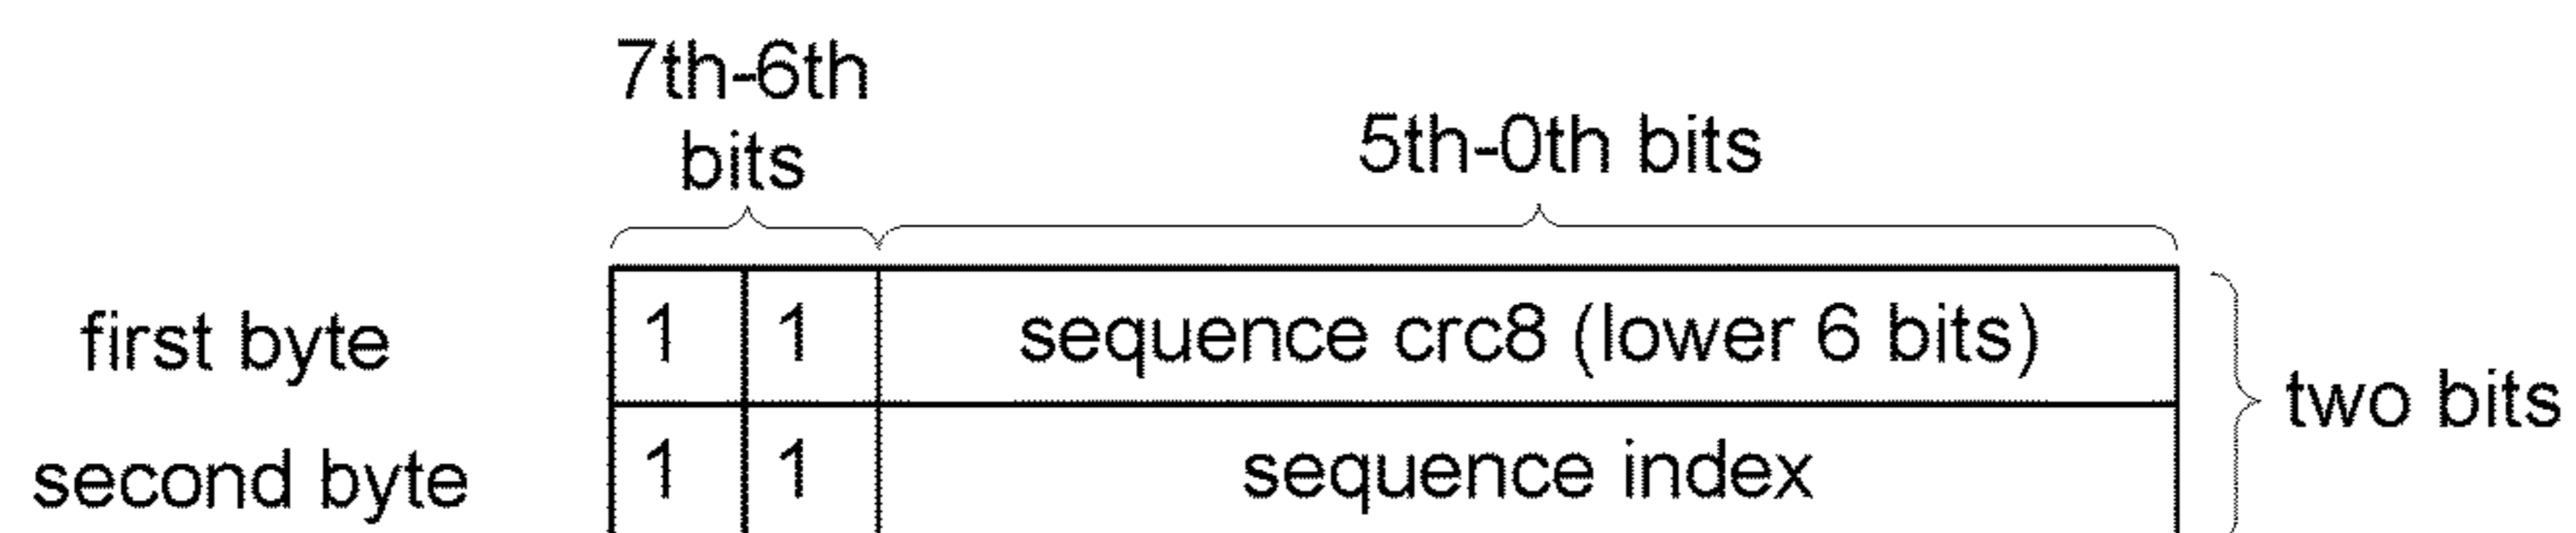 7th-6th
bits
5th-0th bits
first byte 1 1 sequence crc8 (lower 6 bits)
two bits
second byte 1 1 sequence index